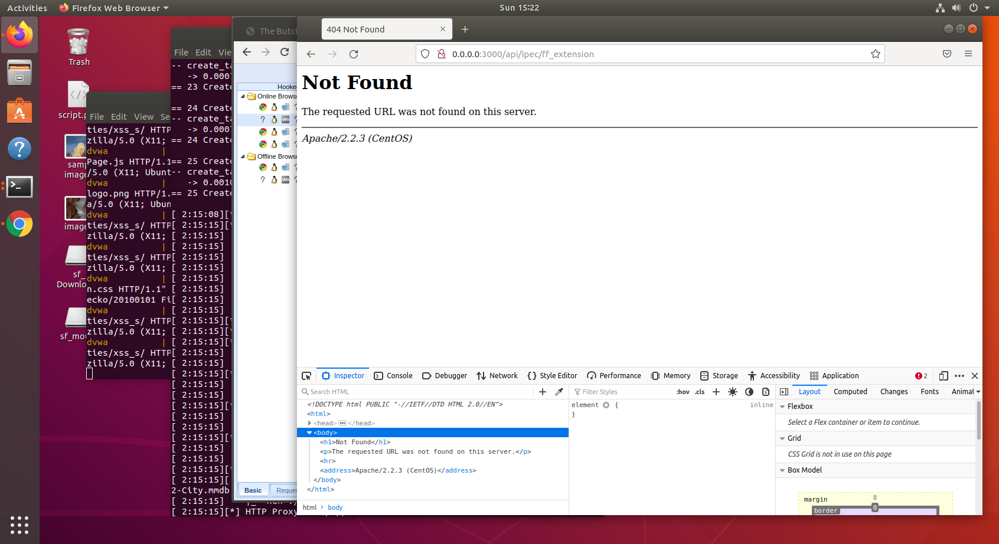 Activities
Firefox Web Browser
Sun 15:22
Trash
script.p
samp
image
image
sf_
Downlo
sf_mo
File Edit View Se
ties/xss_s/ HTTP
zilla/5.0 (X11;
dvwa |
Page.js HTTP/1.1
/5.0 (X11; Ubunt
dvwa |
logo.png HTTP/1.
a/5.0 (X11; Ubun
dvwa |
ties/xss_s/ HTTP
zilla/5.0 (X11;
dvwa |
ties/xss_s/ HTTP
zilla/5.0 (X11;
dvwa |
n.css HTTP/1.1"
ecko/20100101 Fi
dvwa |
ties/xss_s/ HTTP
zilla/5.0 (X11;
dvwa |
ties/xss_s/ HTTP
zilla/5.0 (X11;
File Edit Vie
-- create_ta
-> 0.0007
== 23 Create
== 24 Create
-- create_ta
-> 0.0007
== 24 Create
== 25 Create
-- create_ta
-> 0.0010
== 25 Create
[ 2:15:08][*
[ 2:15:15][*
[ 2:15:15]
[ 2:15:15]
[ 2:15:15]
[ 2:15:15]
[ 2:15:15]
[ 2:15:15]
[ 2:15:15]
[ 2:15:15]
[ 2:15:15][*
[ 2:15:15][*
[ 2:15:15][*
[ 2:15:15]
[ 2:15:15]
[ 2:15:15][*
[ 2:15:15]
[ 2:15:15]
[ 2:15:15][*
[ 2:15:15]
[ 2:15:15]
[ 2:15:15][*
[ 2:15:15]
[ 2:15:15]
[ 2:15:15][*
[ 2:15:15][
2-City.mmdb
[ 2:15:15]
[ 2:15:15][*] HTTP Proxy
The Butch
Hooke
Online Browse
Offline Browse
Basic Reque
404 Not Found
0.0.0.0:3000/api/ipec/ff_extension
Not Found
The requested URL was not found on this server.
Apache/2.2.3 (CentOS)
Inspector Console Debugger Network Style Editor Performance Memory Storage Accessibility Application 2
Search HTML
<!DOCTYPE html PUBLIC "-//IETF//DTD HTML 2.0//EN">
<html>
<head>…</head>
<body>
<h1>Not Found</h1>
<p>The requested URL was not found on this server.</p>
<hr>
<address>Apache/2.2.3 (CentOS)</address>
</body>
</html>
html > body
Filter Styles :hov .cls
element { inline
}
Layout Computed Changes Fonts Animat
Flexbox
Select a Flex container or item to continue.
Grid
CSS Grid is not in use on this page
Box Model
margin 8
border 0